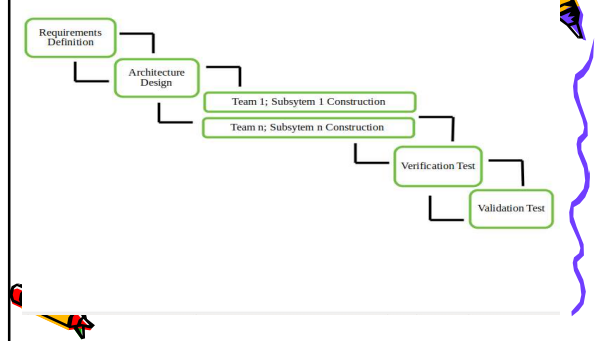 Requirements
Definition
Architecture
Design
Team 1; Subsytem 1 Construction
Team n; Subsytem n Construction
Verification Test
Validation Test